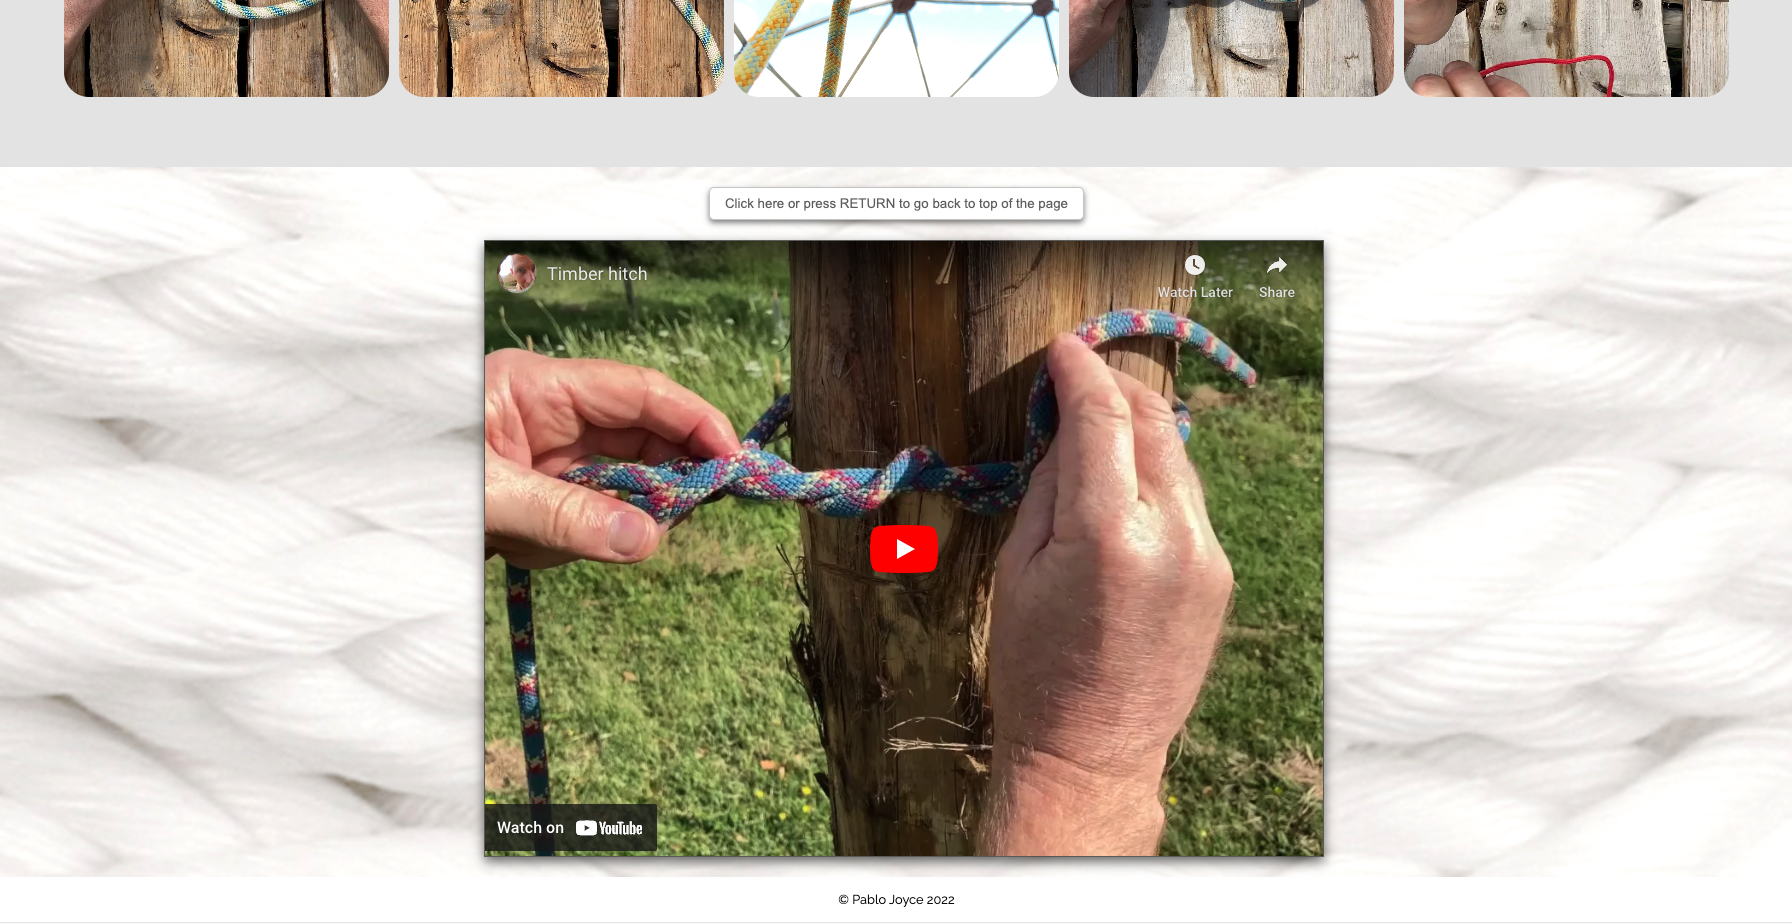 Click here or press RETURN to go back to top of the page
Timber hitch
Watch Later
Share
Watch on YouTube
© Pablo Joyce 2022